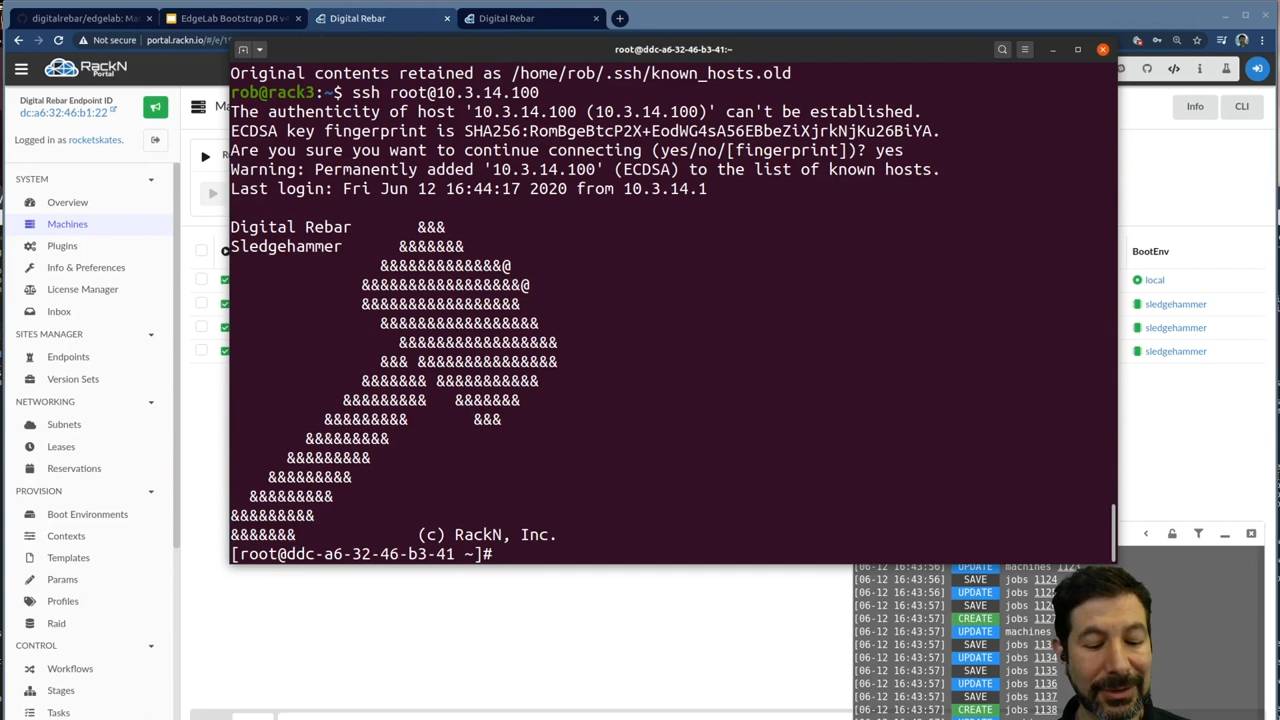 digitalrebar/edgelab: Ma
EdgeLab Bootstrap DR v4
Digital Rebar
Digital Rebar
Not secure
portal.rackn.io/#/e/1
root@ddc-a6-32-46-b3-41:~
RackN
Portal
Digital Rebar Endpoint ID
dc:a6:32:46:b1:22
Logged in as rocketskates.
Info
CLI
SYSTEM
Overview
Machines
Plugins
Info & Preferences
License Manager
Inbox
SITES MANAGER
Endpoints
Version Sets
NETWORKING
Subnets
Leases
Reservations
PROVISION
Boot Environments
Contexts
Templates
Params
Profiles
Raid
CONTROL
Workflows
Stages
Tasks
Original contents retained as /home/rob/.ssh/known_hosts.old
rob@rack3:~$ ssh root@10.3.14.100
The authenticity of host '10.3.14.100 (10.3.14.100)' can't be established.
ECDSA key fingerprint is SHA256:RomBgeBtcP2X+EodWG4sA56EBbeZiXjrkNjKu26BiYA.
Are you sure you want to continue connecting (yes/no/[fingerprint])? yes
Warning: Permanently added '10.3.14.100' (ECDSA) to the list of known hosts.
Last login: Fri Jun 12 16:44:17 2020 from 10.3.14.1
Digital Rebar &&&
Sledgehammer &&&&&&&
&&&&&&&&&&&&&@
&&&&&&&&&&&&&&&&&@
&&&&&&&&&&&&&&&&&
&&&&&&&&&&&&&&&&&
&&&&&&&&&&&&&&&&&
&&& &&&&&&&&&&&&&&&
&&&&&&& &&&&&&&&&&&
&&&&&&&&& &&&&&&&
&&&&&&&&& &&&
&&&&&&&&&
&&&&&&&&&
&&&&&&&&&
&&&&&&&&&
&&&&&&&&&
&&&&&&& (c) RackN, Inc.
[root@ddc-a6-32-46-b3-41 ~]#
BootEnv
local
sledgehammer
sledgehammer
sledgehammer
[06-12 16:43:56] UPDATE machines 1123
[06-12 16:43:56] SAVE jobs 1124
[06-12 16:43:56] UPDATE jobs 1125
[06-12 16:43:57] SAVE jobs 1126
[06-12 16:43:57] CREATE jobs 1127
[06-12 16:43:57] UPDATE machines
[06-12 16:43:57] SAVE jobs 113
[06-12 16:43:57] UPDATE jobs 1134
[06-12 16:43:57] SAVE jobs 1135
[06-12 16:43:57] UPDATE jobs 1136
[06-12 16:43:57] SAVE jobs 1137
[06-12 16:43:57] CREATE jobs 1138